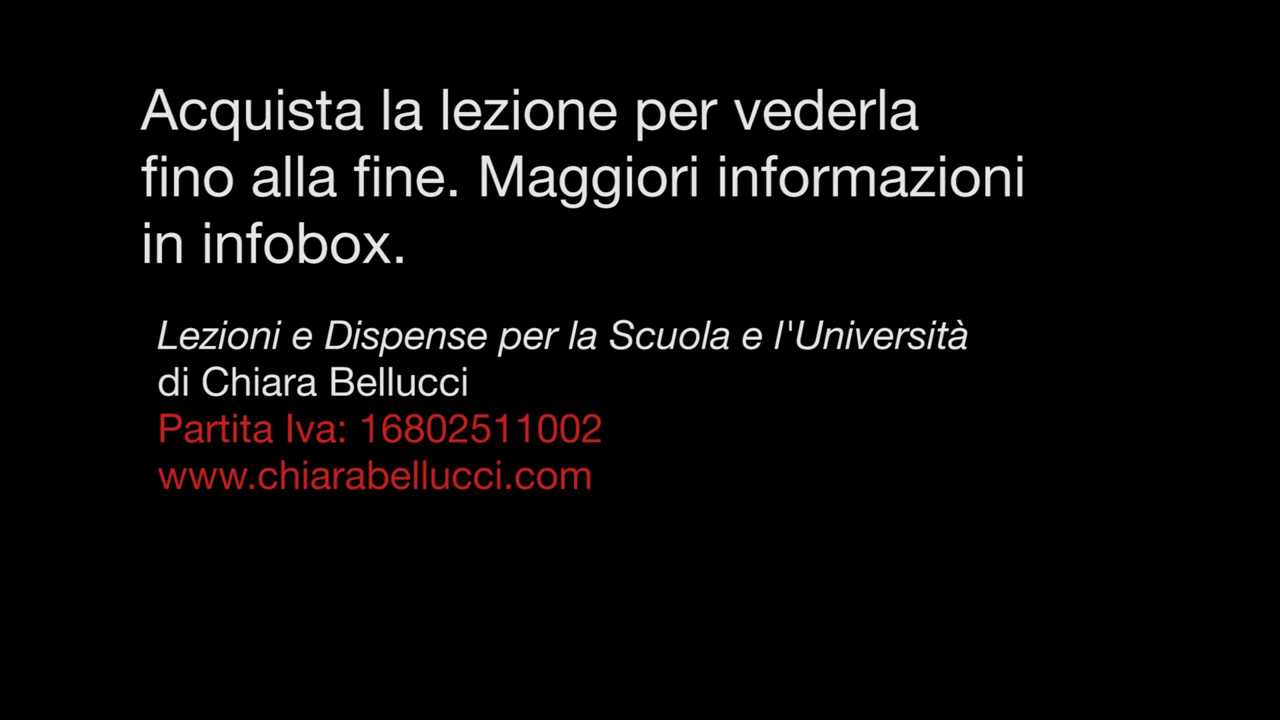 Acquista la lezione per vederla
fino alla fine. Maggiori informazioni
in infobox.
Lezioni e Dispense per la Scuola e l'Università
di Chiara Bellucci
Partita Iva: 16802511002
www.chiarabellucci.com